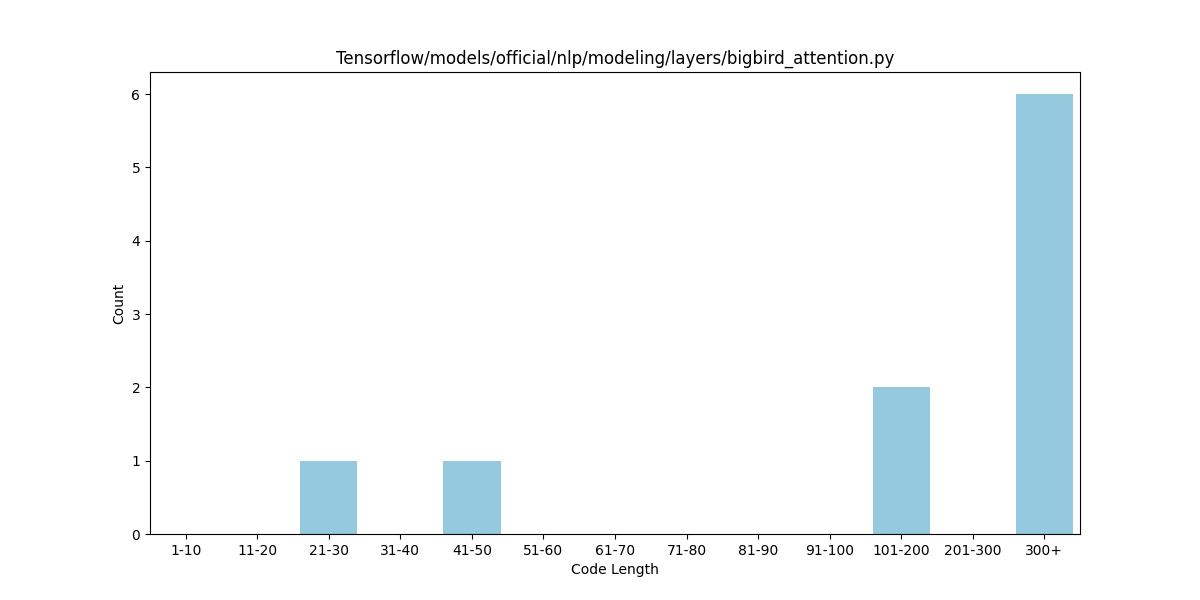 Tensorflow/models/official/nlp/modeling/layers/bigbird_attention.py
6
5
4
3
2
1
0
Count
1-10 11-20 21-30 31-40 41-50 51-60 61-70 71-80 81-90 91-100 101-200 201-300 300+
Code Length